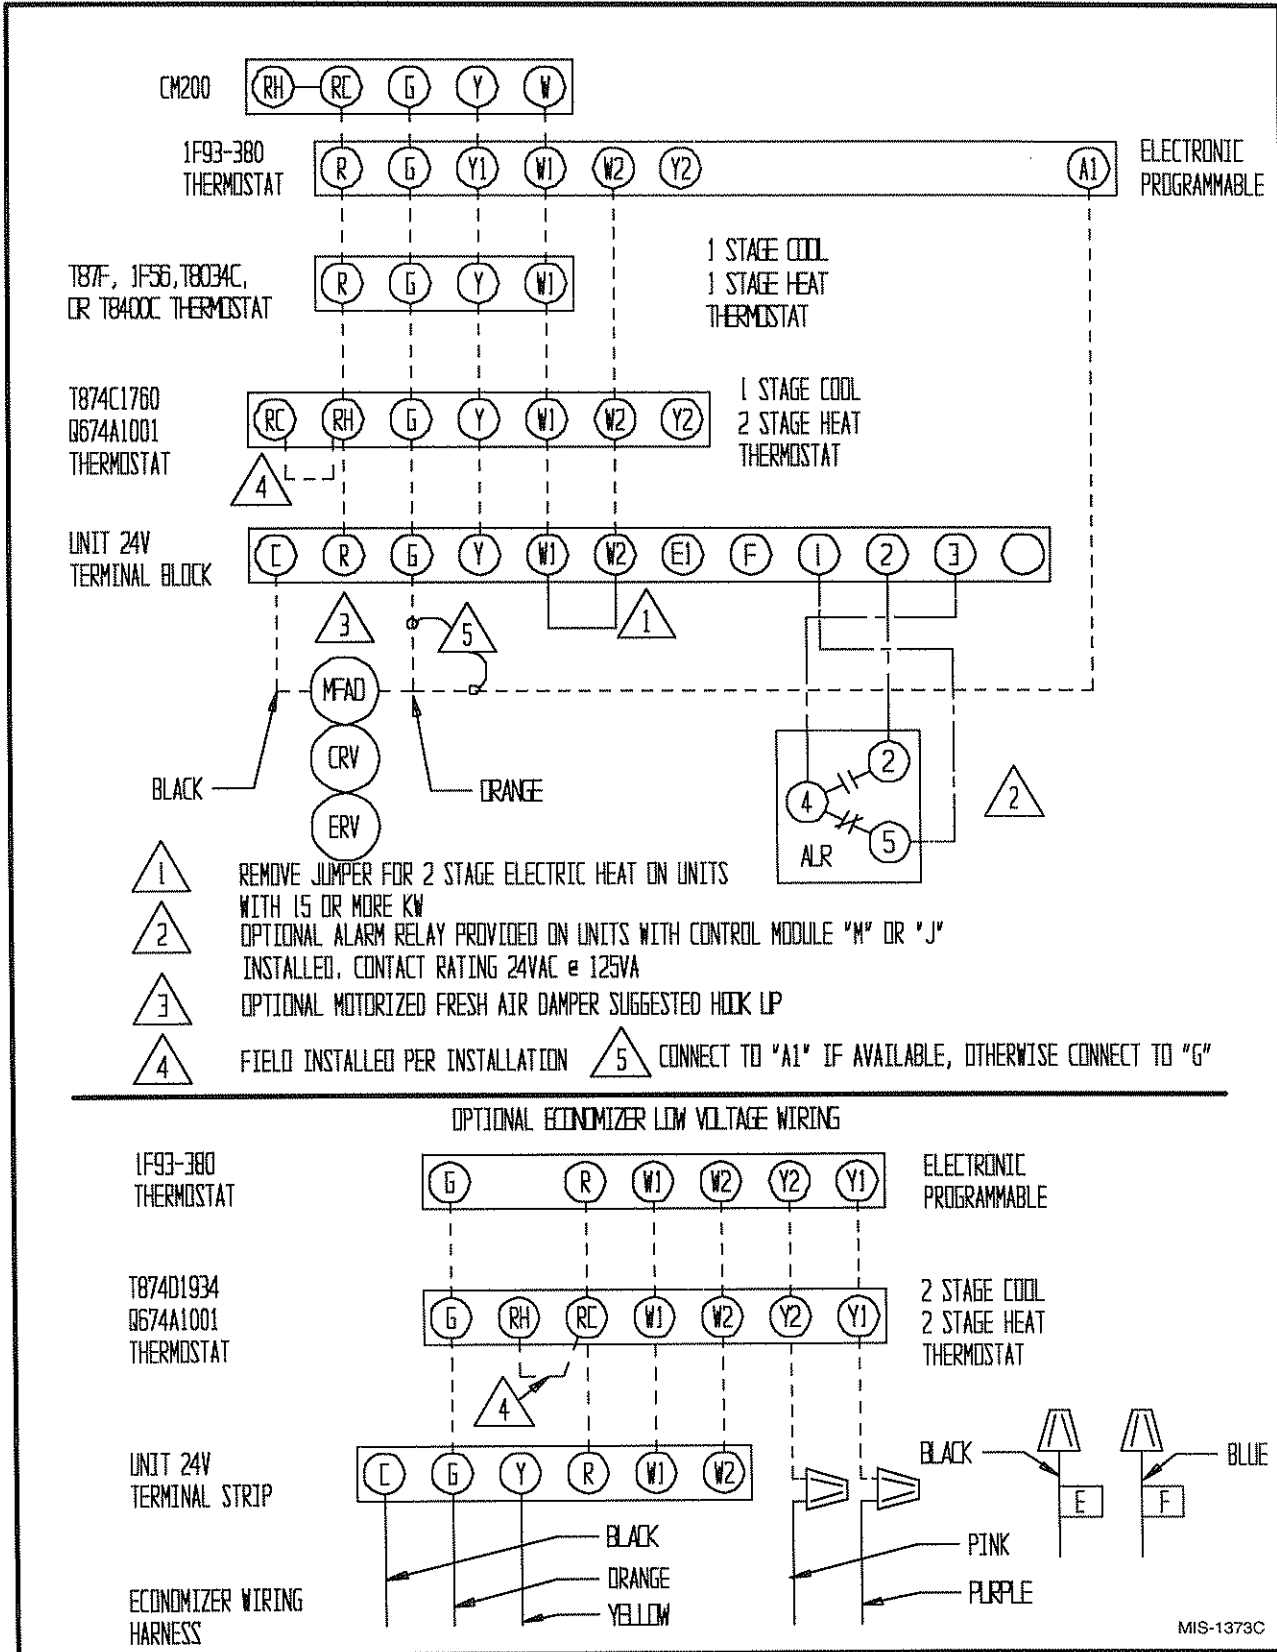 CM200 RH RC G Y W
1F93-380
THERMOSTAT
R G Y1 W1 W2 Y2 A1
ELECTRONIC
PROGRAMMABLE
T87F, 1F56,T8034C,
OR T8400C THERMOSTAT
R G Y W1
1 STAGE COOL
1 STAGE HEAT
THERMOSTAT
T874C1760
Q674A1001
THERMOSTAT
RC RH G Y W1 W2 Y2
1 STAGE COOL
2 STAGE HEAT
THERMOSTAT
4
UNIT 24V
TERMINAL BLOCK
C R G Y W1 W2 E1 F 1 2 3
3 5 1
MFAD
CRV
ERV
BLACK
ORANGE
2
4
5
ALR
2
1 REMOVE JUMPER FOR 2 STAGE ELECTRIC HEAT ON UNITS
WITH 15 OR MORE KW
2 OPTIONAL ALARM RELAY PROVIDED ON UNITS WITH CONTROL MODULE "M" OR "J"
INSTALLED. CONTACT RATING 24VAC @ 125VA
3 OPTIONAL MOTORIZED FRESH AIR DAMPER SUGGESTED HOOK UP
4 FIELD INSTALLED PER INSTALLATION 5 CONNECT TO "A1" IF AVAILABLE, OTHERWISE CONNECT TO "G"
OPTIONAL ECONOMIZER LOW VOLTAGE WIRING
1F93-380
THERMOSTAT
G R W1 W2 Y2 Y1
ELECTRONIC
PROGRAMMABLE
T874D1934
Q674A1001
THERMOSTAT
G RH RC W1 W2 Y2 Y1
2 STAGE COOL
2 STAGE HEAT
THERMOSTAT
4
UNIT 24V
TERMINAL STRIP
C G Y R W1 W2
BLACK
BLUE
E F
BLACK
ORANGE
YELLOW
PINK
PURPLE
ECONOMIZER WIRING
HARNESS
MIS-1373C